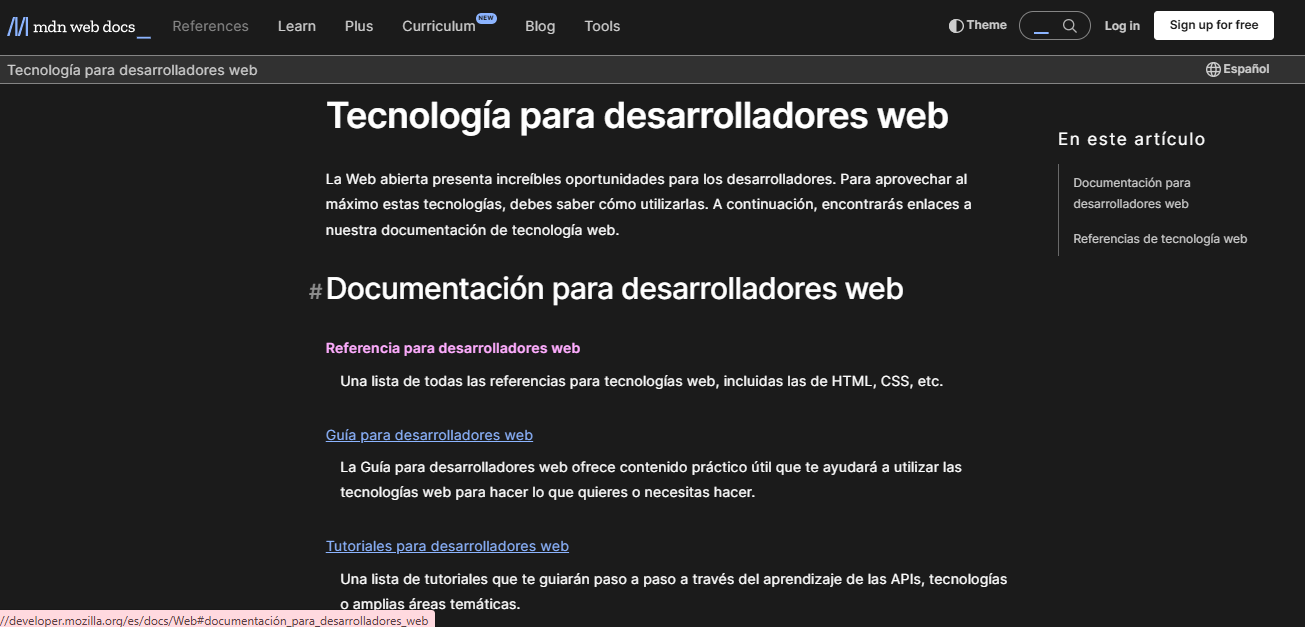 mdn web docs_ References Learn Plus Curriculum NEW Blog Tools Theme Log in Sign up for free
Tecnología para desarrolladores web Español
Tecnología para desarrolladores web
La Web abierta presenta increíbles oportunidades para los desarrolladores. Para aprovechar al
máximo estas tecnologías, debes saber cómo utilizarlas. A continuación, encontrarás enlaces a
nuestra documentación de tecnología web.
# Documentación para desarrolladores web
Referencia para desarrolladores web
Una lista de todas las referencias para tecnologías web, incluidas las de HTML, CSS, etc.
Guía para desarrolladores web
La Guía para desarrolladores web ofrece contenido práctico útil que te ayudará a utilizar las
tecnologías web para hacer lo que quieres o necesitas hacer.
Tutoriales para desarrolladores web
Una lista de tutoriales que te guiarán paso a paso a través del aprendizaje de las APIs, tecnologías
o amplias áreas temáticas.
En este artículo
Documentación para
desarrolladores web
Referencias de tecnología web
//developer.mozilla.org/es/docs/Web#documentación_para_desarrolladores_web